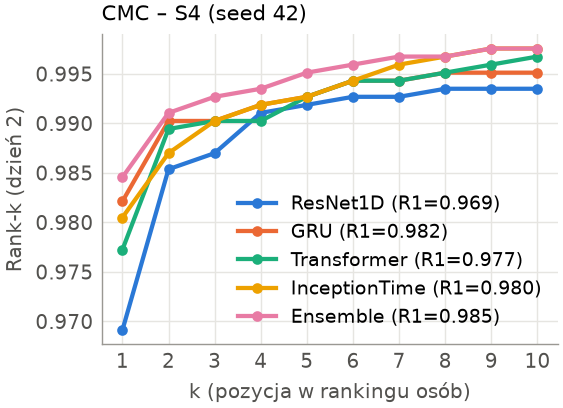 CMC – S4 (seed 42)
Rank-k (dzień 2)
0.995
0.990
0.985
0.980
0.975
0.970
ResNet1D (R1=0.969)
GRU (R1=0.982)
Transformer (R1=0.977)
InceptionTime (R1=0.980)
Ensemble (R1=0.985)
1 2 3 4 5 6 7 8 9 10
k (pozycja w rankingu osób)